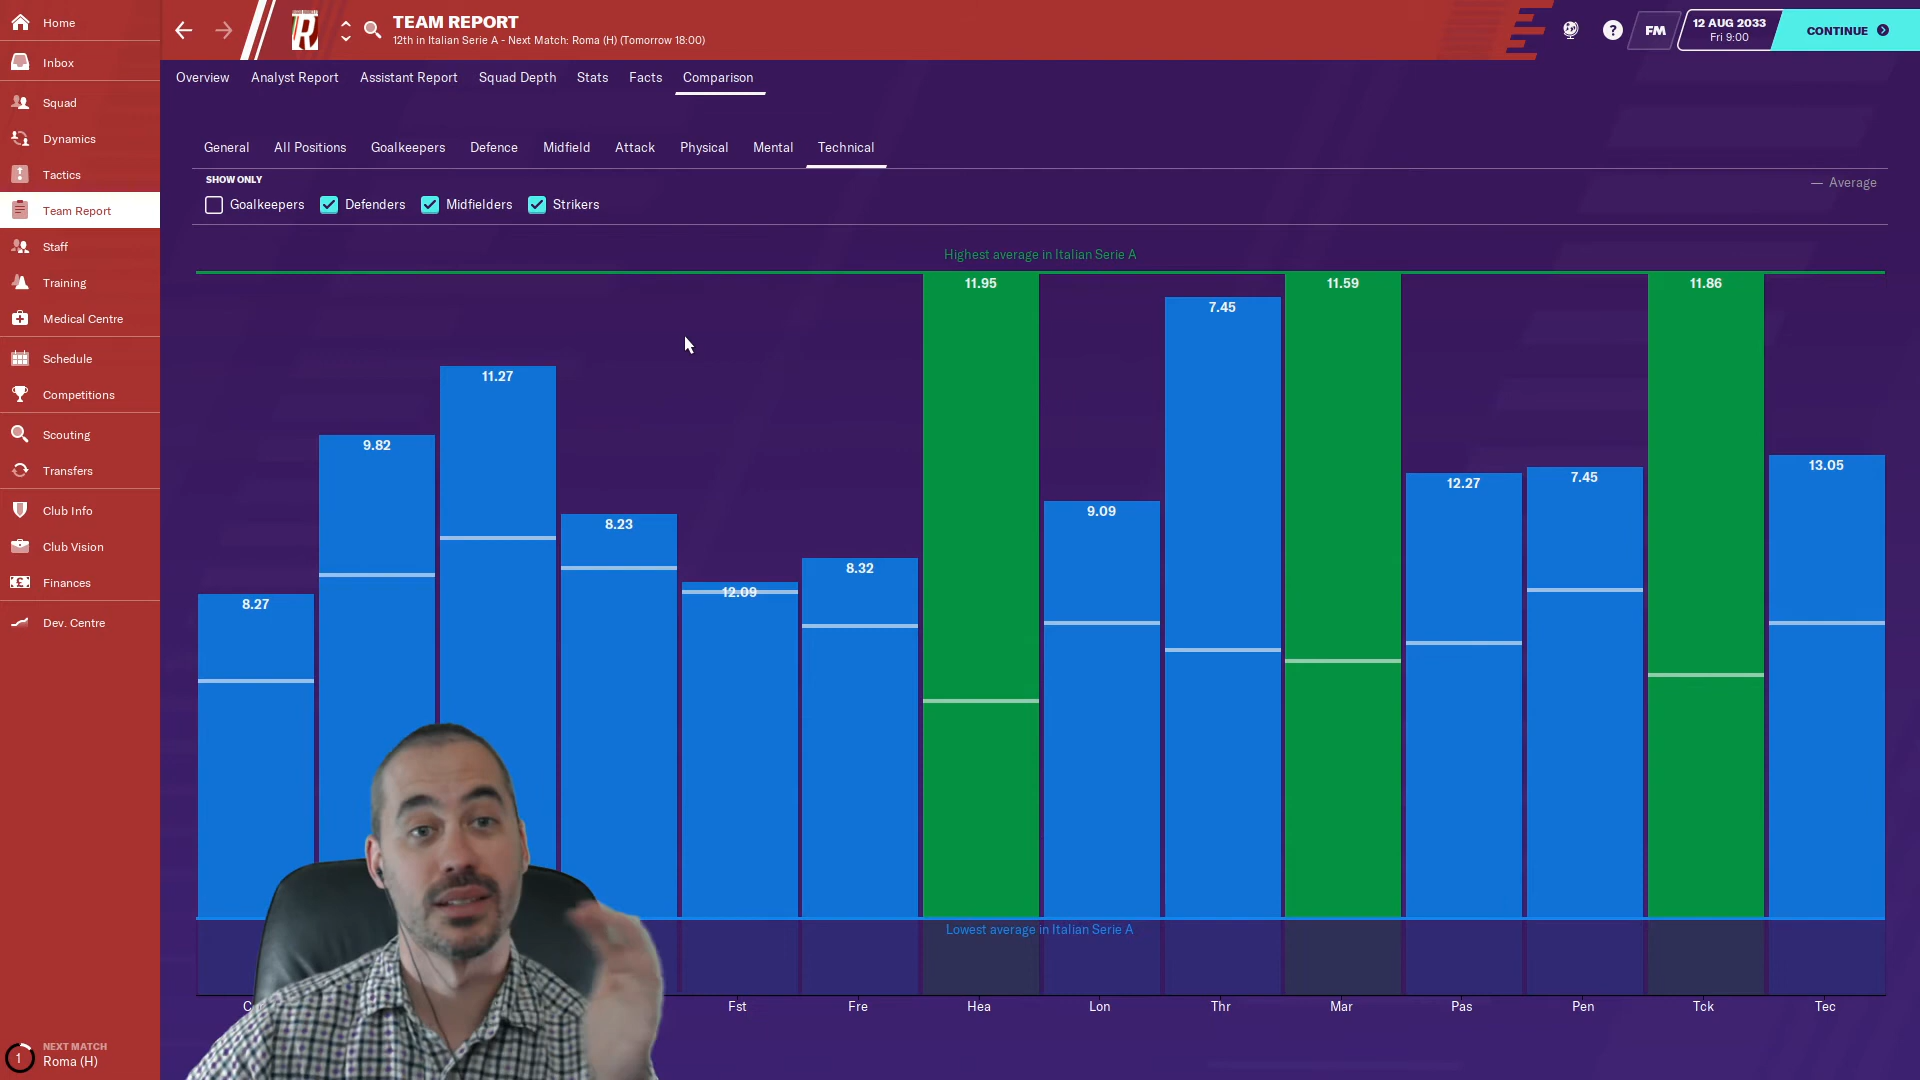 Home
Inbox
Squad
Dynamics
Tactics
Team Report
Staff
Training
Medical Centre
Schedule
Competitions
Scouting
Transfers
Club Info
Club Vision
Finances
Dev. Centre
1
NEXT MATCH
Roma (H)
R
TEAM REPORT
12th in Italian Serie A - Next Match: Roma (H) (Tomorrow 18:00)
?
FM
12 AUG 2033
Fri 9:00
CONTINUE
Overview Analyst Report Assistant Report Squad Depth Stats Facts Comparison
General All Positions Goalkeepers Defence Midfield Attack Physical Mental Technical
SHOW ONLY
Goalkeepers Defenders Midfielders Strikers
Average
Highest average in Italian Serie A
8.27 9.82 11.27 8.23 12.09 8.32 11.95 9.09 7.45 11.59 12.27 7.45 11.86 13.05
Lowest average in Italian Serie A
Fst Fre Hea Lon Thr Mar Pas Pen Tck Tec